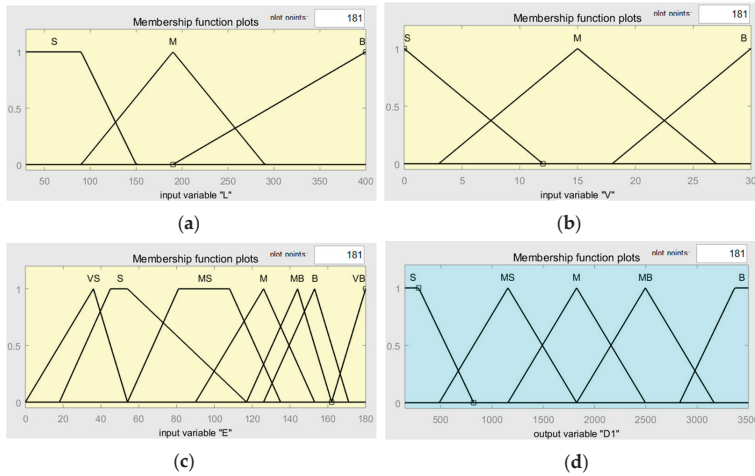 Membership function plots plot points: 181
S M B
1
0.5
0
50 100 150 200 250 300 350 400
input variable "L"
(a)
Membership function plots plot points: 181
S M B
1
0.5
0
0 5 10 15 20 25 30
input variable "V"
(b)
Membership function plots plot points: 181
VS S MS M MB B VB
1
0.5
0
0 20 40 60 80 100 120 140 160 180
input variable "E"
(c)
Membership function plots plot points: 181
S MS M MB B
1
0.5
0
500 1000 1500 2000 2500 3000 3500
output variable "D1"
(d)